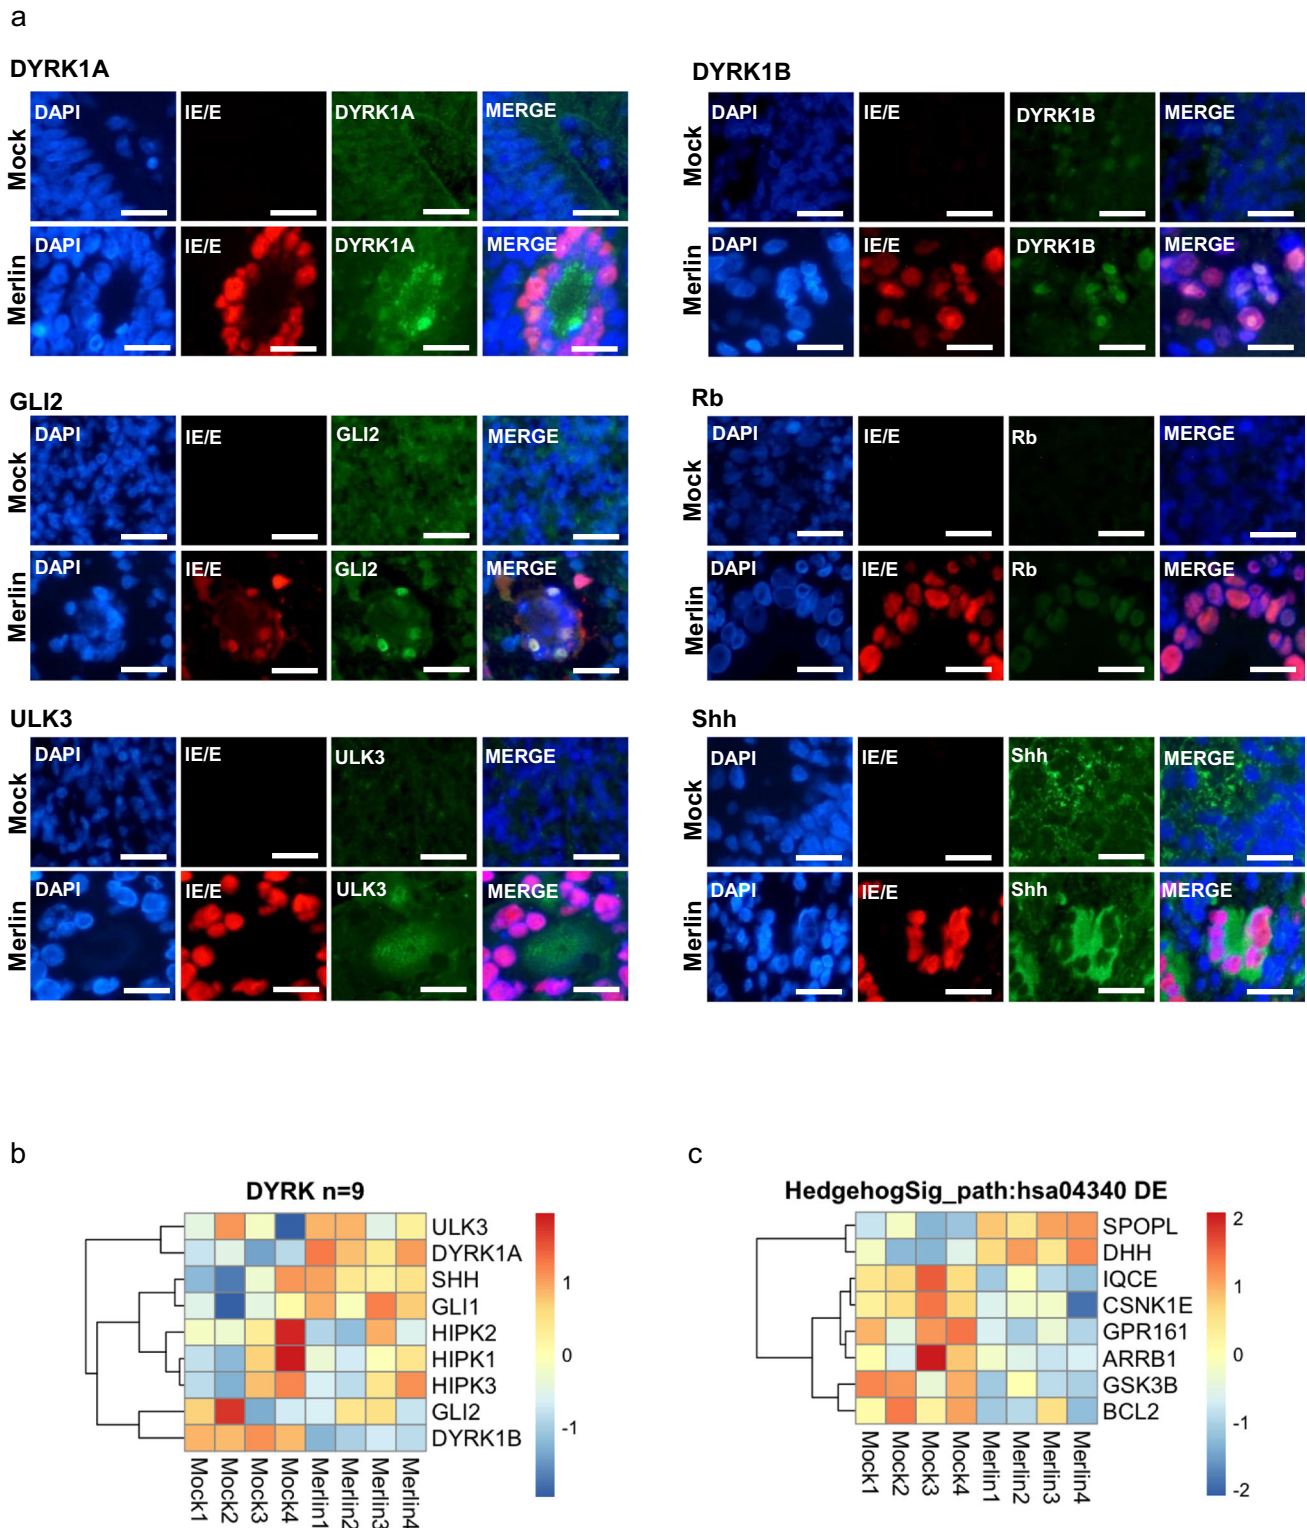 a
DYRK1A
DYRK1B
Mock
DAPI
IE/E
DYRK1A
MERGE
Merlin
DAPI
IE/E
DYRK1A
MERGE
Mock
DAPI
IE/E
DYRK1B
MERGE
Merlin
DAPI
IE/E
DYRK1B
MERGE
GLI2
Rb
Mock
DAPI
IE/E
GLI2
MERGE
Merlin
DAPI
IE/E
GLI2
MERGE
Mock
DAPI
IE/E
Rb
MERGE
Merlin
DAPI
IE/E
Rb
MERGE
ULK3
Shh
Mock
DAPI
IE/E
ULK3
MERGE
Merlin
DAPI
IE/E
ULK3
MERGE
Mock
DAPI
IE/E
Shh
MERGE
Merlin
DAPI
IE/E
Shh
MERGE
b
DYRK n=9
ULK3
DYRK1A
SHH
GLI1
HIPK2
HIPK1
HIPK3
GLI2
DYRK1B
1
0
-1
Mock1
Mock2
Mock3
Mock4
Merlin1
Merlin2
Merlin3
Merlin4
c
HedgehogSig_path:hsa04340 DE
SPOPL
DHH
IQCE
CSNK1E
GPR161
ARRB1
GSK3B
BCL2
2
1
0
-1
-2
Mock1
Mock2
Mock3
Mock4
Merlin1
Merlin2
Merlin3
Merlin4